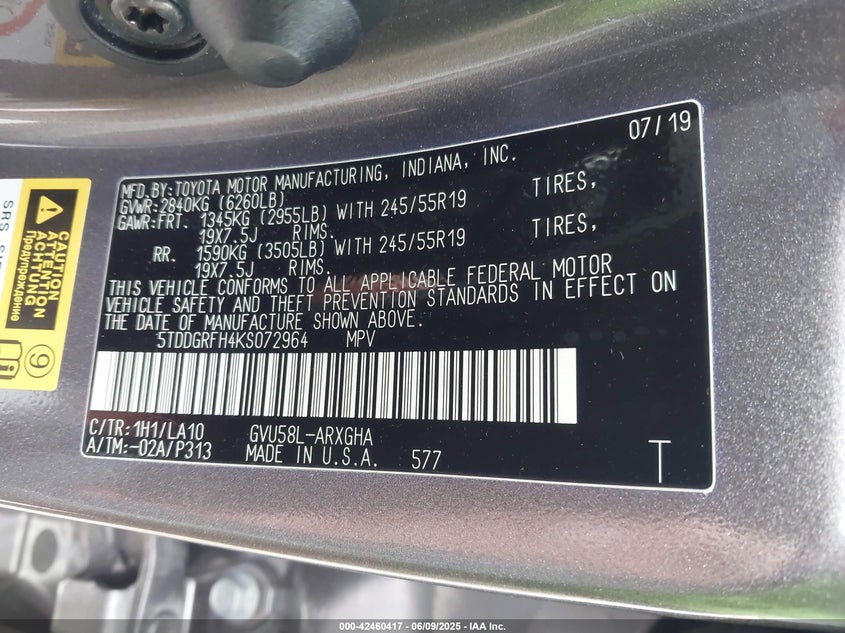 07/19
MFD.BY:TOYOTA MOTOR MANUFACTURING, INDIANA, INC.
GVWR:2840KG (6260LB)
GAWR:FRT. 1345KG (2955LB) WITH 245/55R19 TIRES,
19X7.5J RIMS.
RR. 1590KG (3505LB) WITH 245/55R19 TIRES,
19X7.5J RIMS.
THIS VEHICLE CONFORMS TO ALL APPLICABLE FEDERAL MOTOR
VEHICLE SAFETY AND THEFT PREVENTION STANDARDS IN EFFECT ON
THE DATE OF MANUFACTURE SHOWN ABOVE.
5TDDGRFH4KS072964 MPV
C/TR:1H1/LA10 GVU58L-ARXGHA
A/TM:-02A/P313 MADE IN U.S.A. 577
T
CAUTION
ATTENTION
ACHTUNG
Предупреждение
SRS
9
000-42460417 - 06/09/2025 - IAA Inc.